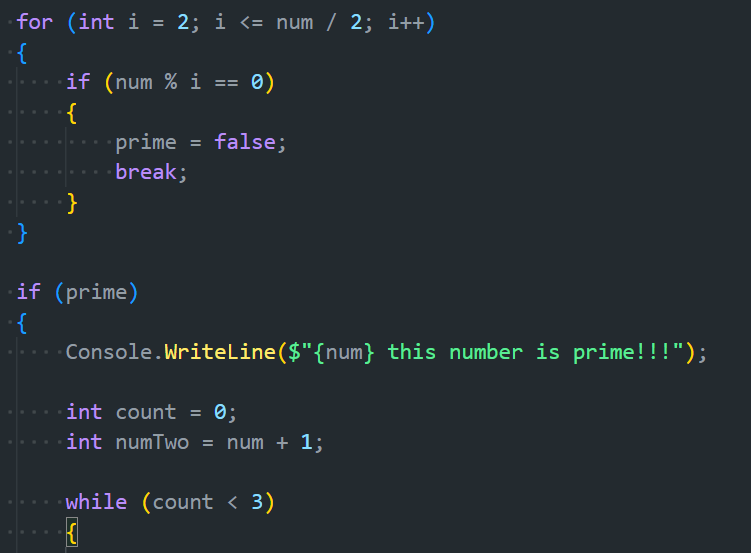 for (int i = 2; i <= num / 2; i++)
{
if (num % i == 0)
{
prime = false;
break;
}
}
if (prime)
{
Console.WriteLine($"{num} this number is prime!!!");
int count = 0;
int numTwo = num + 1;
while (count < 3)
{